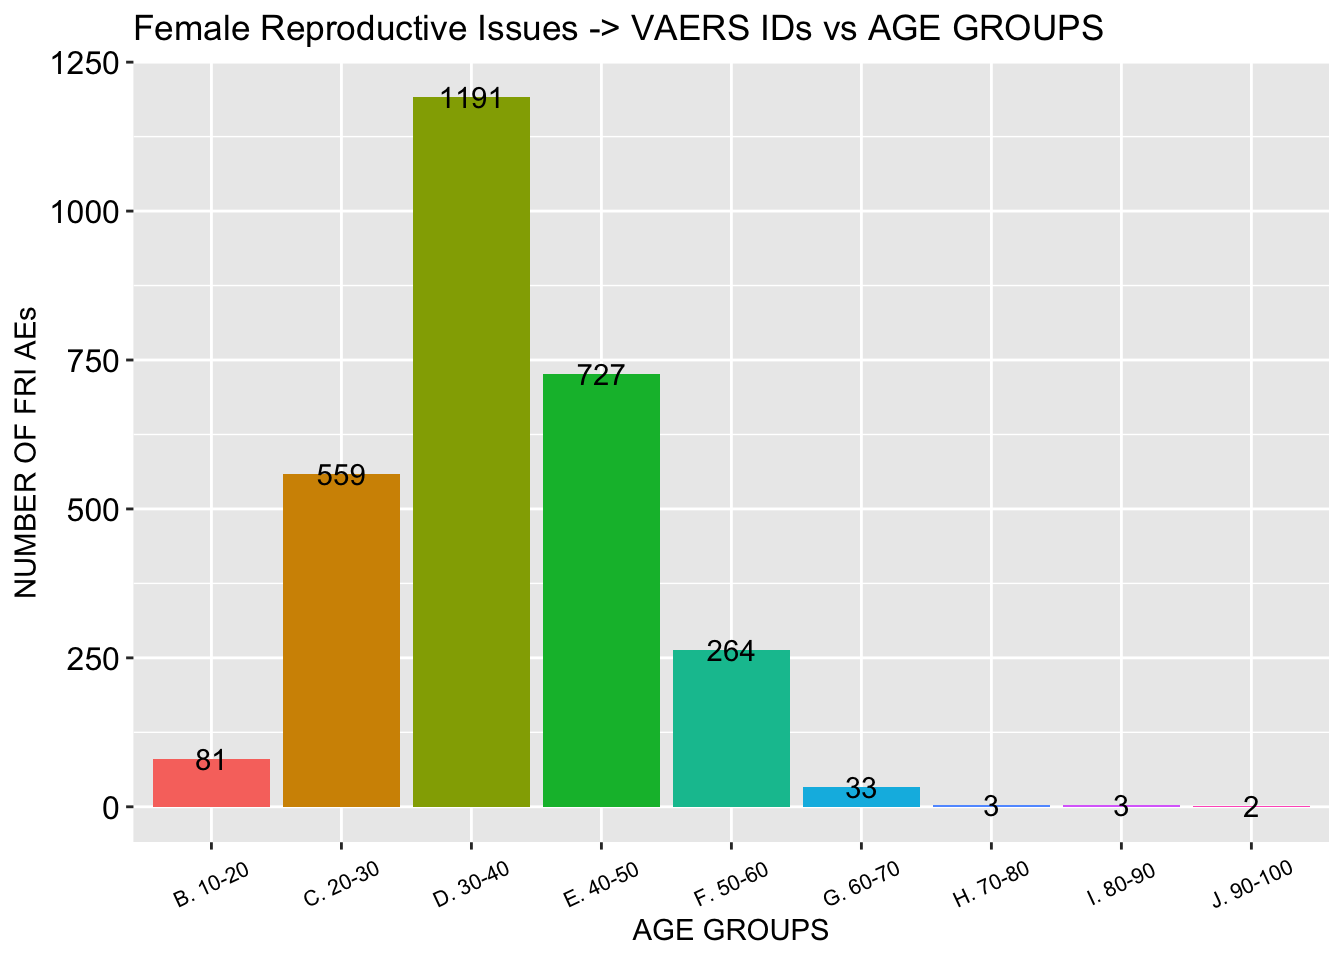 Female Reproductive Issues -> VAERS IDs vs AGE GROUPS
NUMBER OF FRI AEs
1250
1000
750
500
250
0
81
559
1191
727
264
33
3
3
2
B. 10-20
C. 20-30
D. 30-40
E. 40-50
F. 50-60
G. 60-70
H. 70-80
I. 80-90
J. 90-100
AGE GROUPS